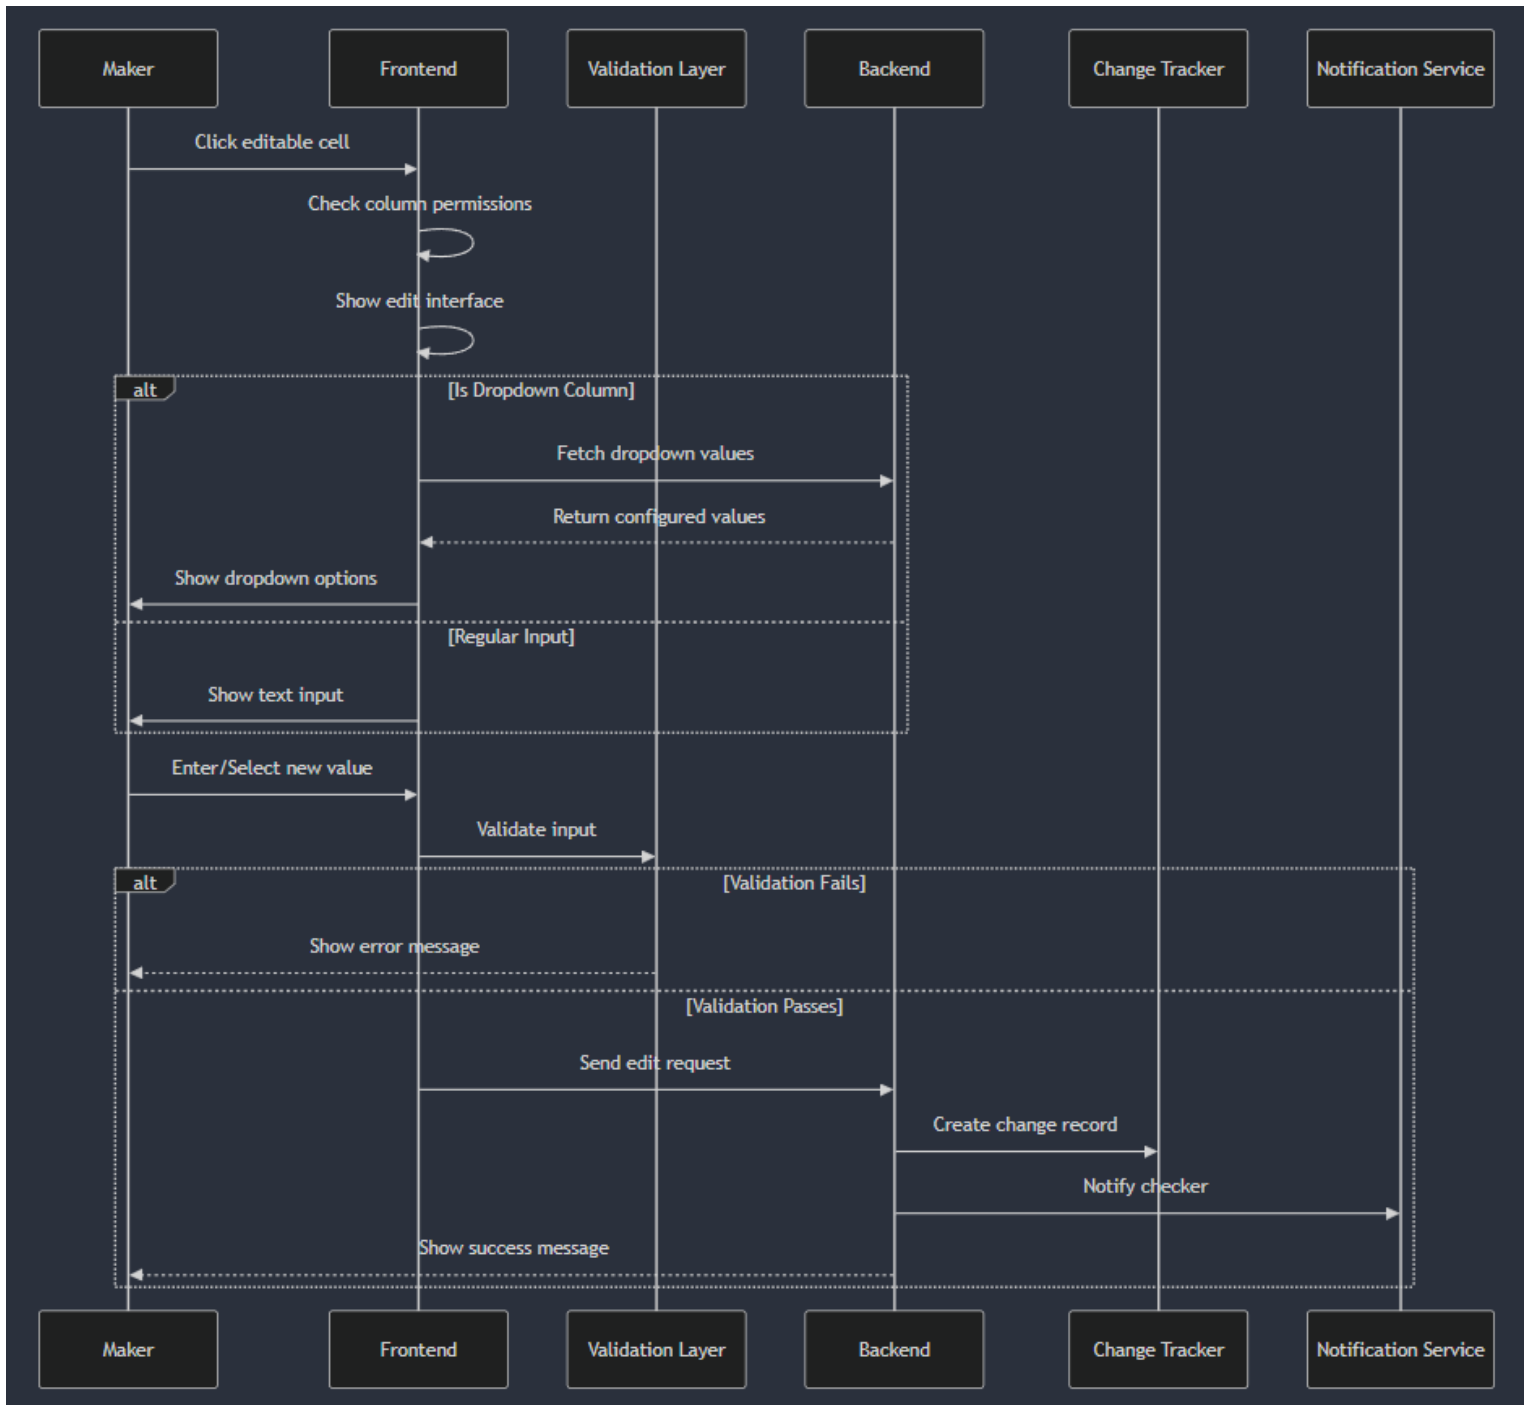 Maker
Frontend
Validation Layer
Backend
Change Tracker
Notification Service
Click editable cell
Check column permissions
Show edit interface
alt
[Is Dropdown Column]
Fetch dropdown values
Return configured values
Show dropdown options
[Regular Input]
Show text input
Enter/Select new value
Validate input
alt
[Validation Fails]
Show error message
[Validation Passes]
Send edit request
Create change record
Notify checker
Show success message
Maker
Frontend
Validation Layer
Backend
Change Tracker
Notification Service